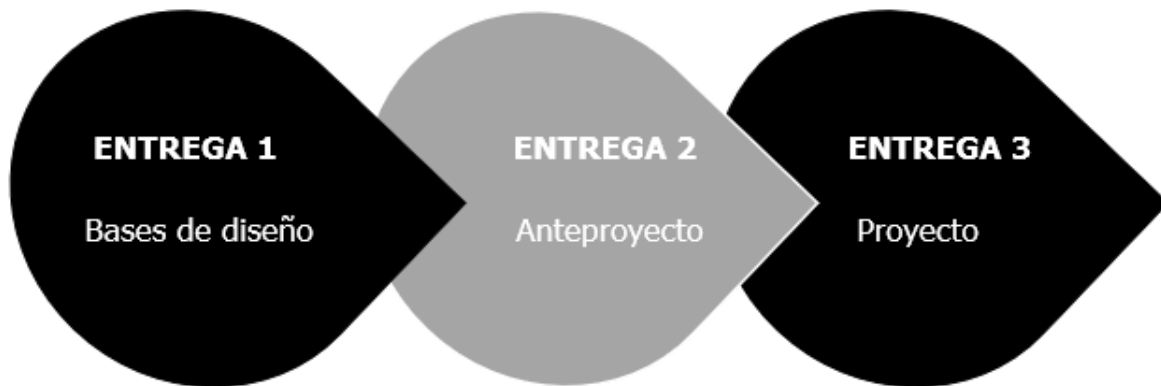 ENTREGA 1
Bases de diseño
ENTREGA 2
Anteproyecto
ENTREGA 3
Proyecto